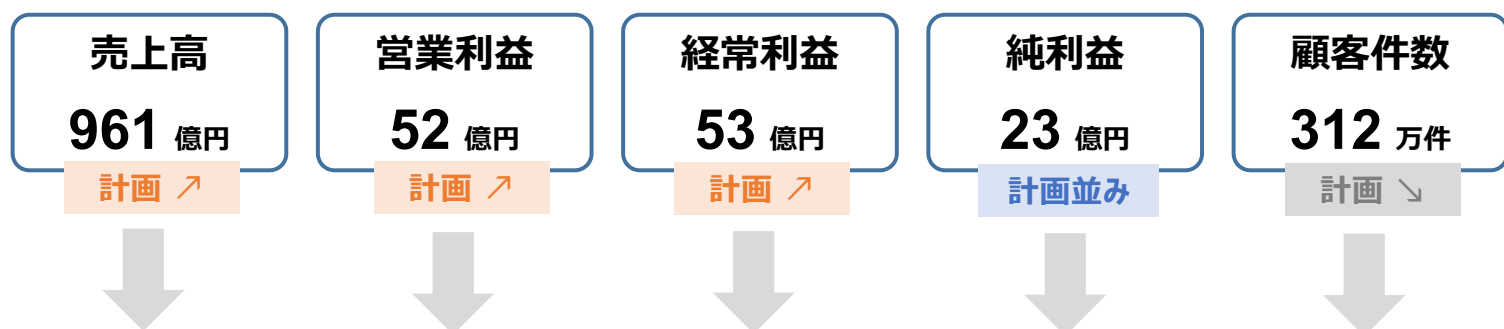 売上高
961 億円
計画 ↗
営業利益
52 億円
計画 ↗
経常利益
53 億円
計画 ↗
純利益
23 億円
計画並み
顧客件数
312 万件
計画 ↘